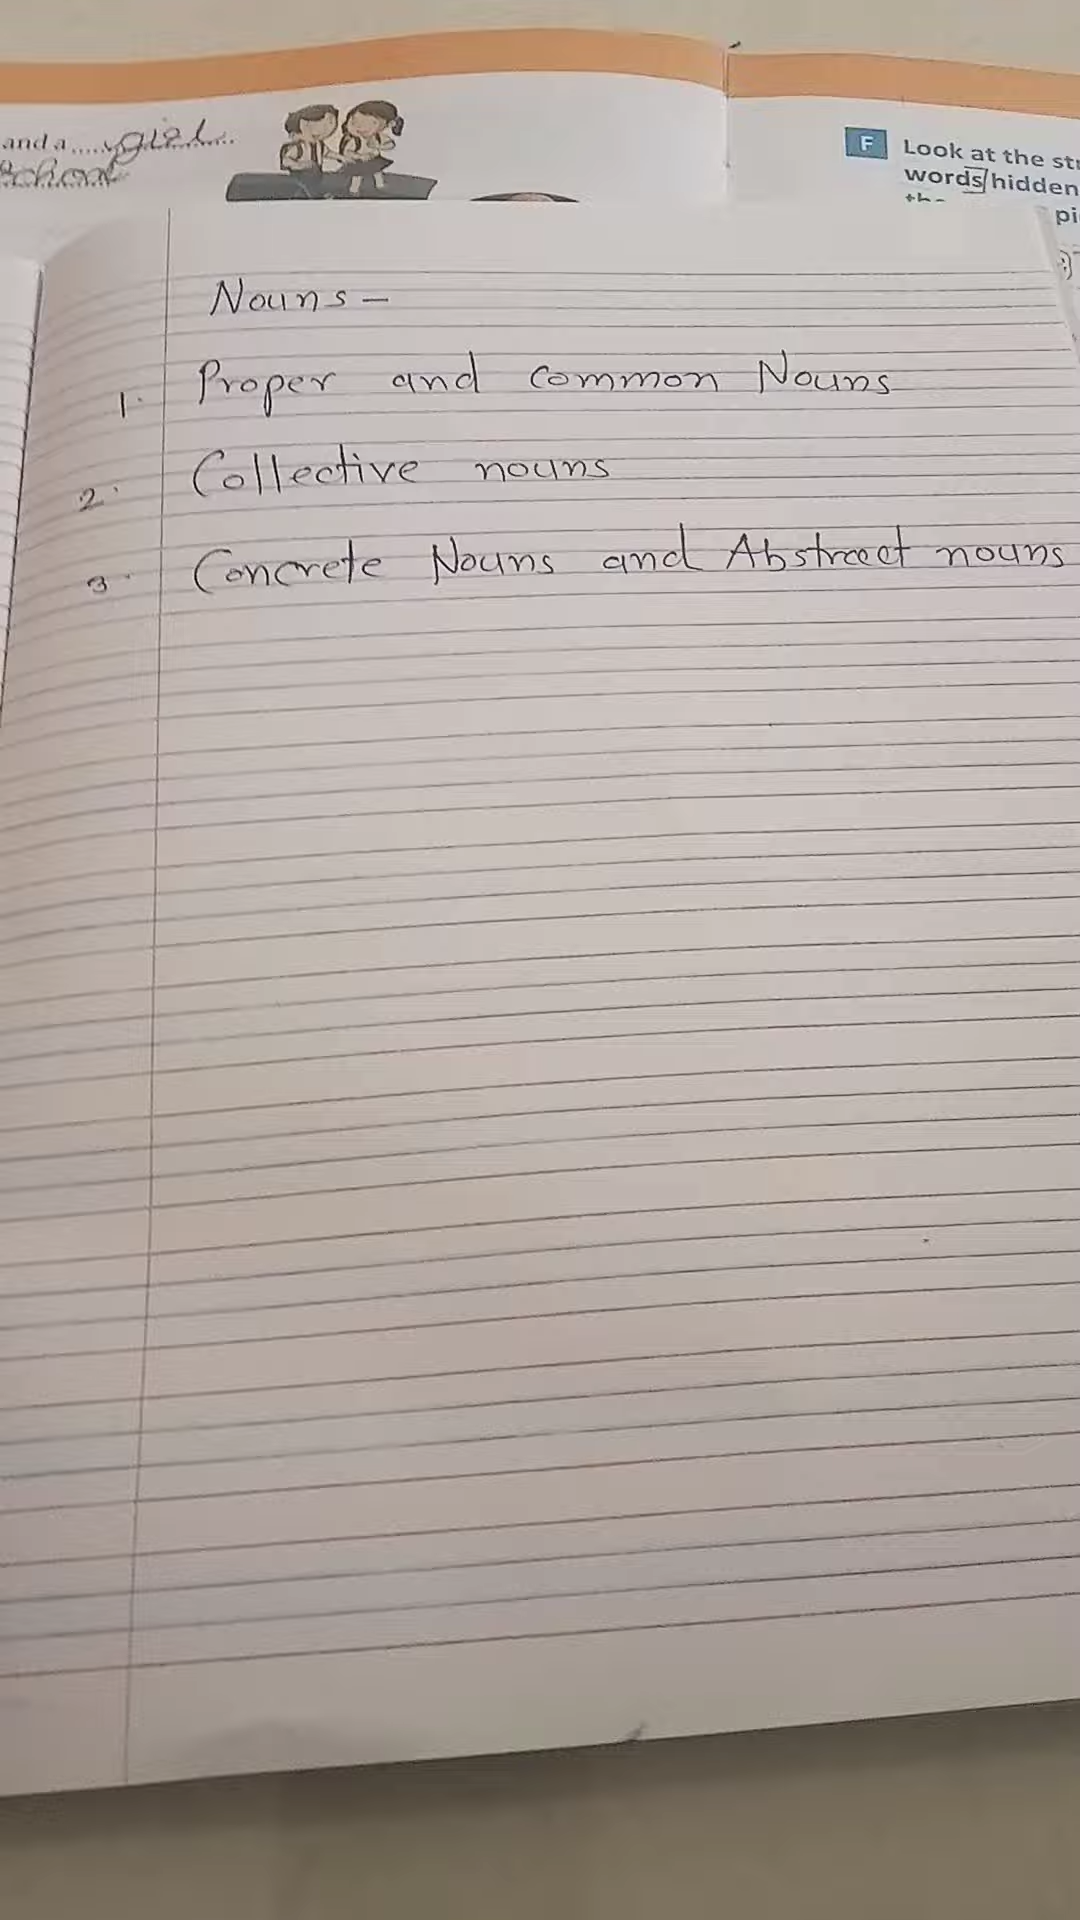 and a.....girl...
School
F Look at the
words hidden
Nouns -
1. Proper and common Nouns
2. Collective nouns
3. Concrete Nouns and Abstract nouns